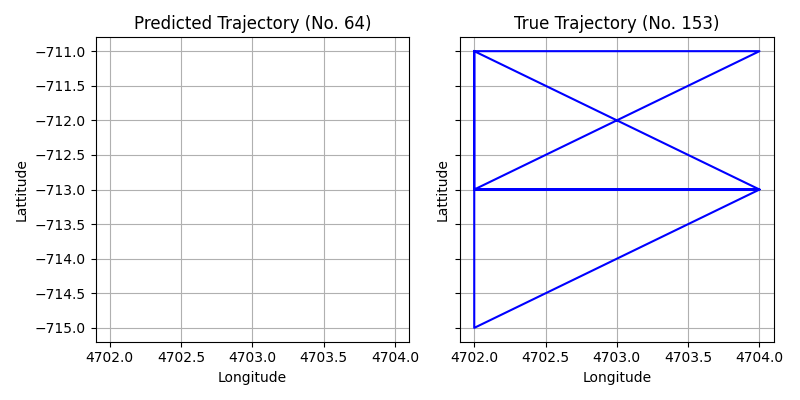 Predicted Trajectory (No. 64)
True Trajectory (No. 153)
−711.0
−711.5
−712.0
−712.5
−713.0
−713.5
−714.0
−714.5
−715.0
Lattitude
Lattitude
4702.0 4702.5 4703.0 4703.5 4704.0
4702.0 4702.5 4703.0 4703.5 4704.0
Longitude
Longitude